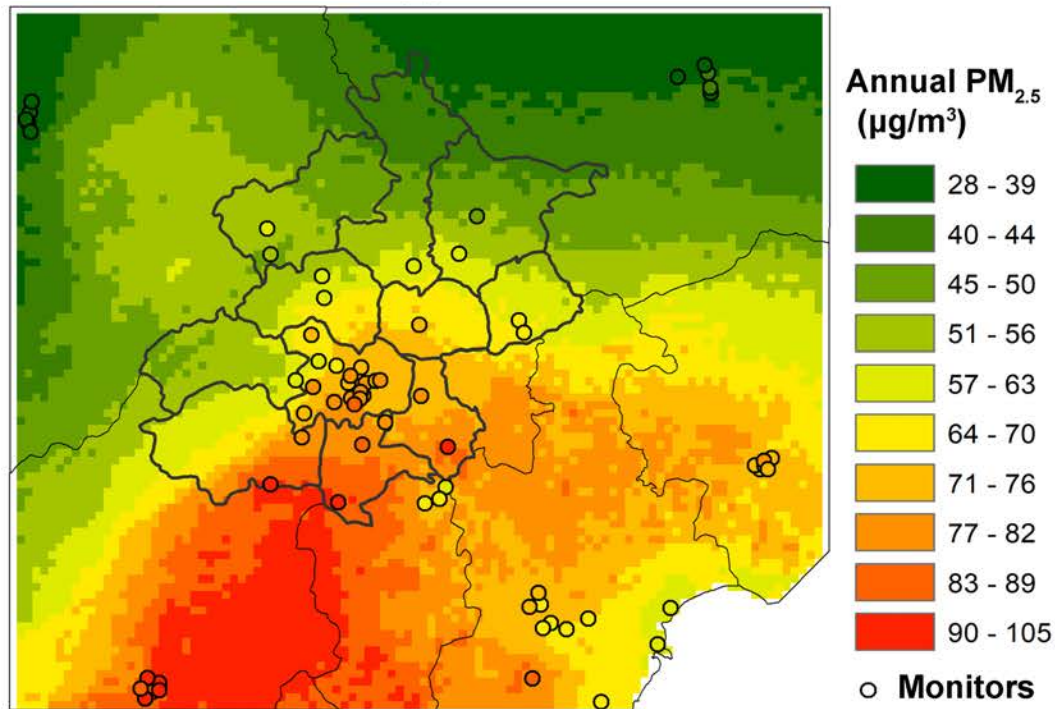 Annual PM2.5
(µg/m³)
28 - 39
40 - 44
45 - 50
51 - 56
57 - 63
64 - 70
71 - 76
77 - 82
83 - 89
90 - 105
Monitors